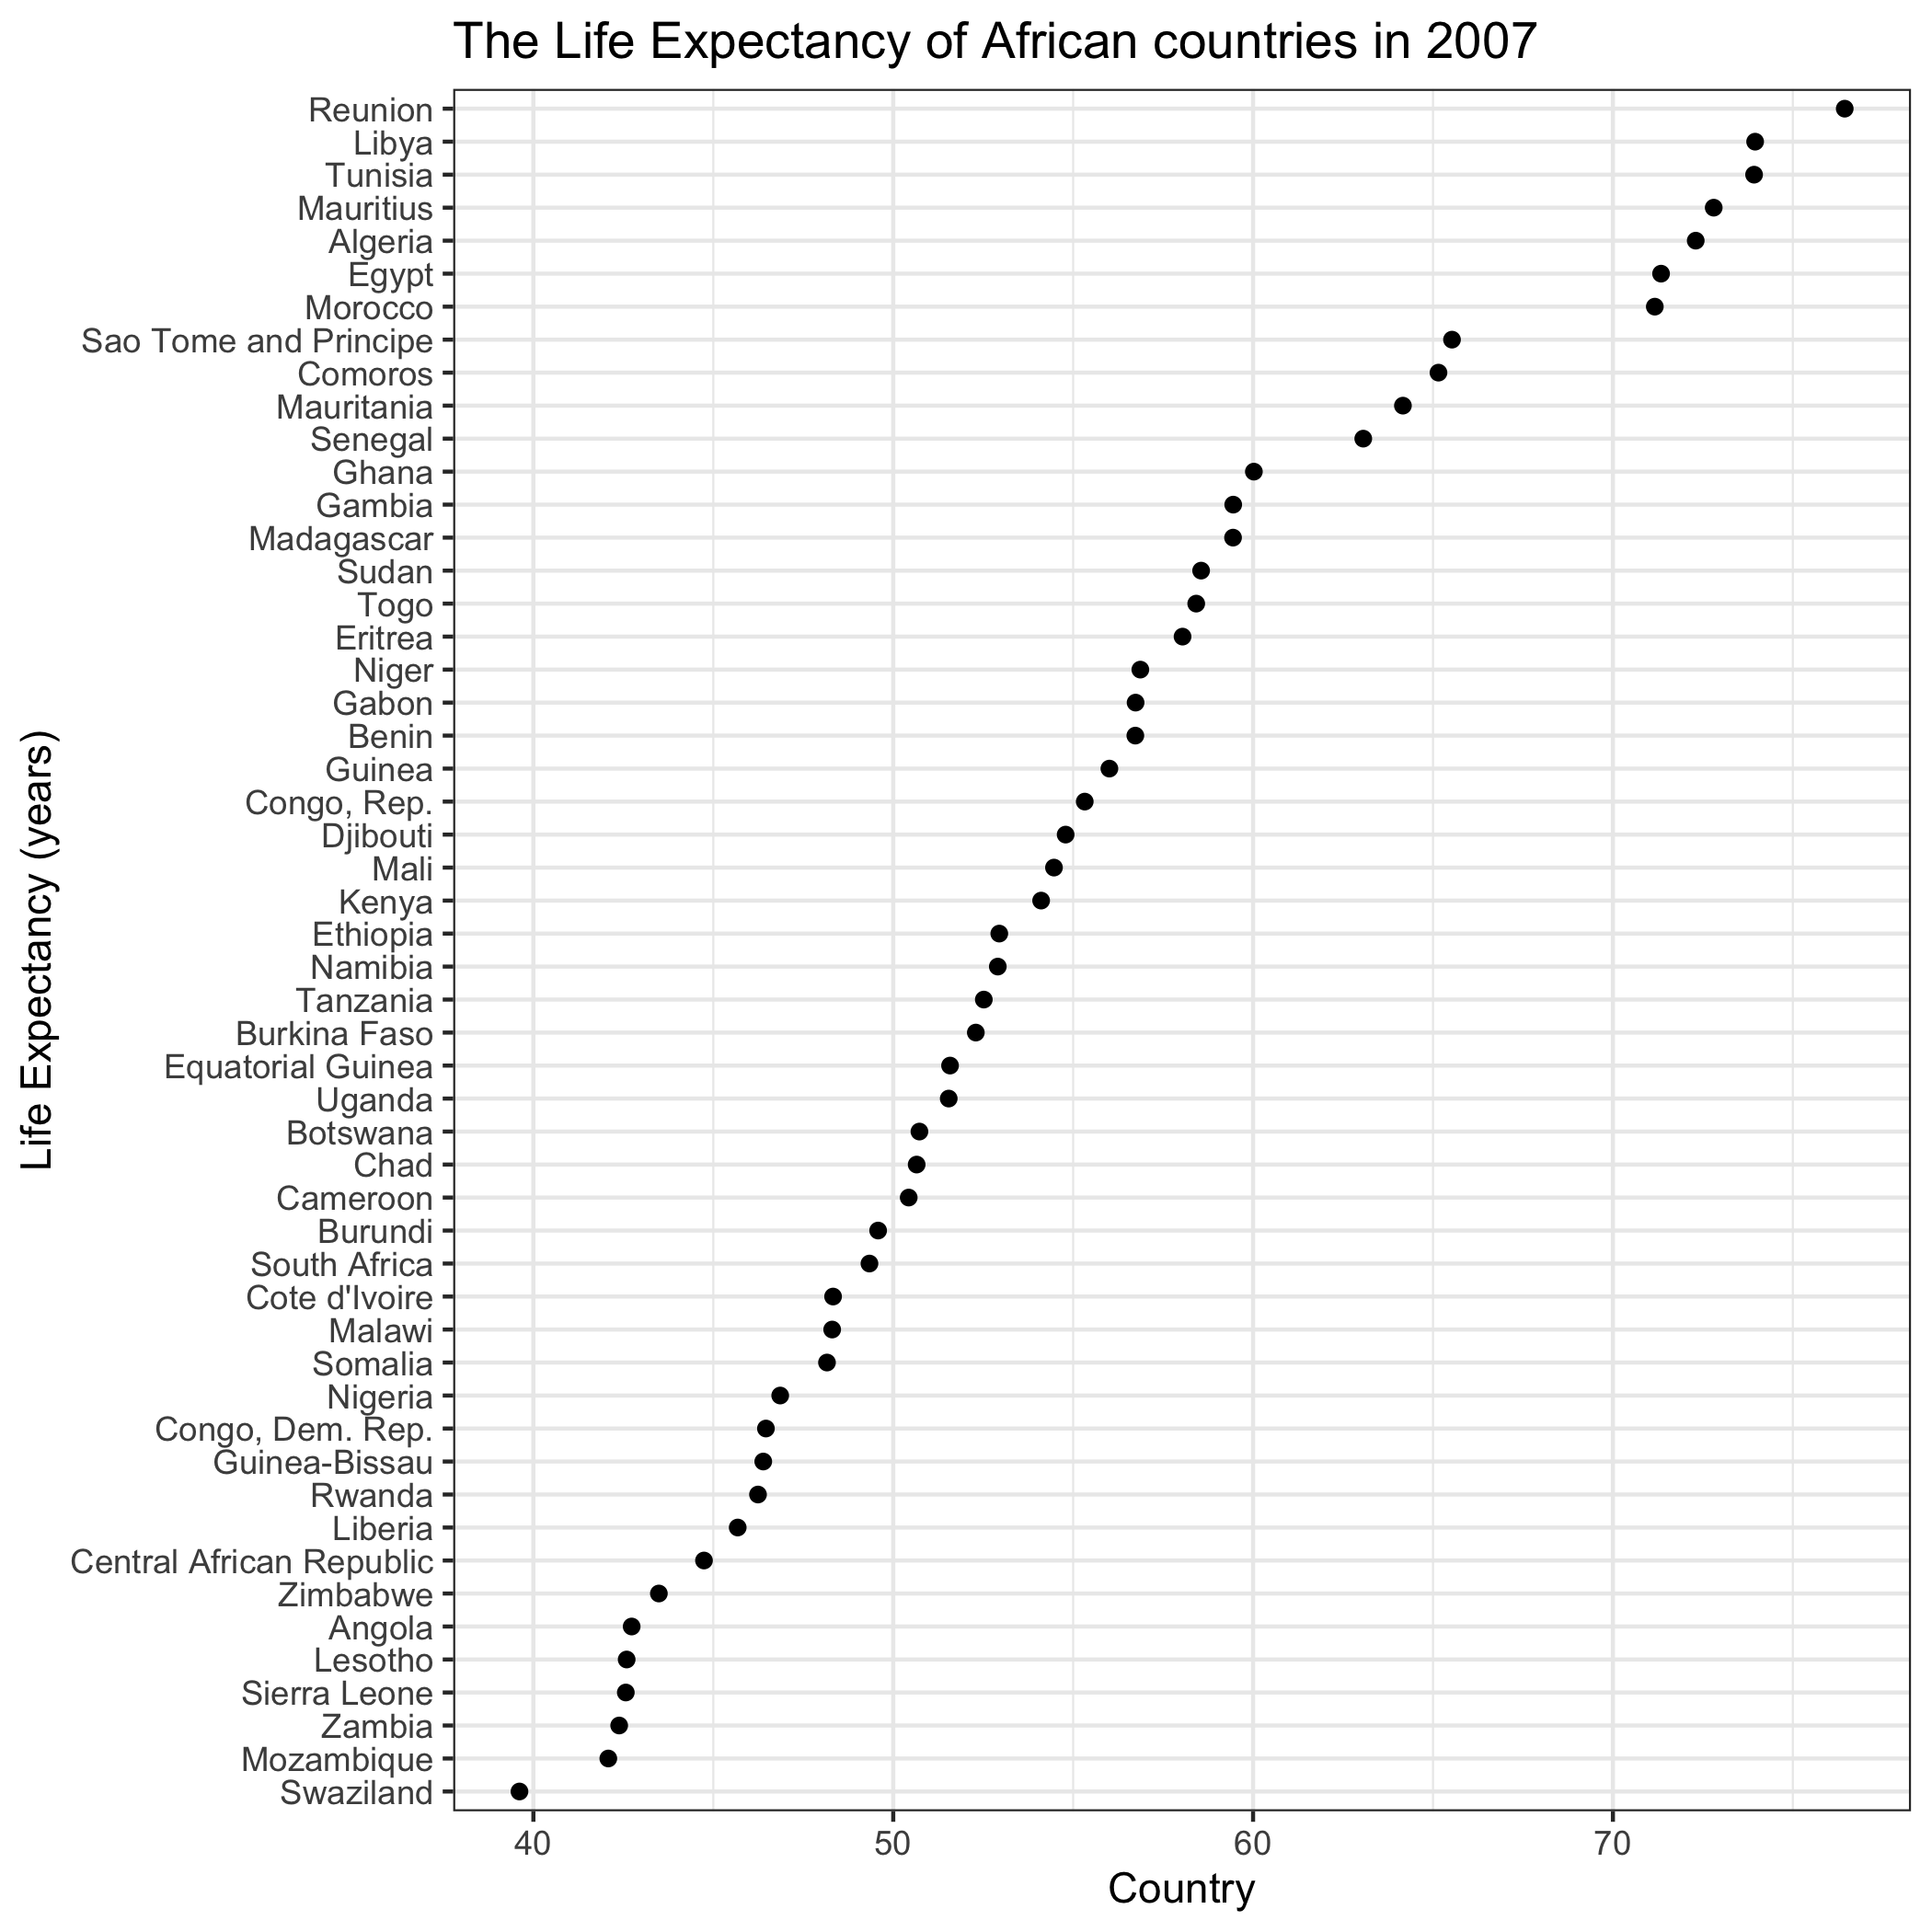 The Life Expectancy of African countries in 2007
Life Expectancy (years)
Reunion
Libya
Tunisia
Mauritius
Algeria
Egypt
Morocco
Sao Tome and Principe
Comoros
Mauritania
Senegal
Ghana
Gambia
Madagascar
Sudan
Togo
Eritrea
Niger
Gabon
Benin
Guinea
Congo, Rep.
Djibouti
Mali
Kenya
Ethiopia
Namibia
Tanzania
Burkina Faso
Equatorial Guinea
Uganda
Botswana
Chad
Cameroon
Burundi
South Africa
Cote d'Ivoire
Malawi
Somalia
Nigeria
Congo, Dem. Rep.
Guinea-Bissau
Rwanda
Liberia
Central African Republic
Zimbabwe
Angola
Lesotho
Sierra Leone
Zambia
Mozambique
Swaziland
40 50 60 70
Country